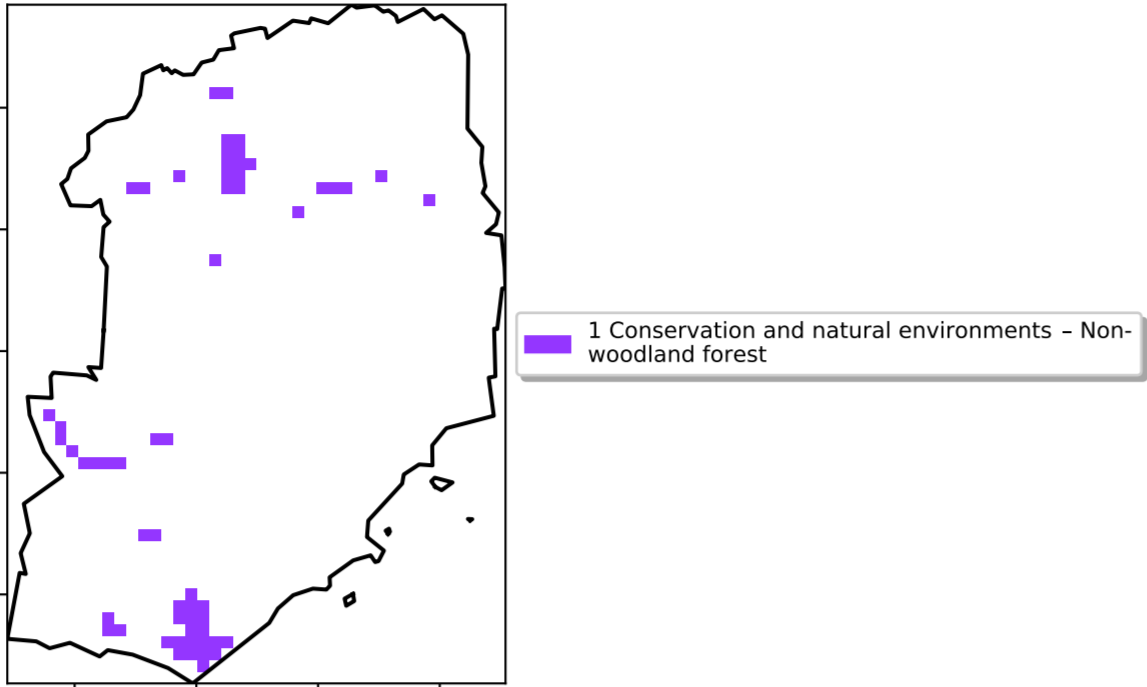 1 Conservation and natural environments – Non-
woodland forest